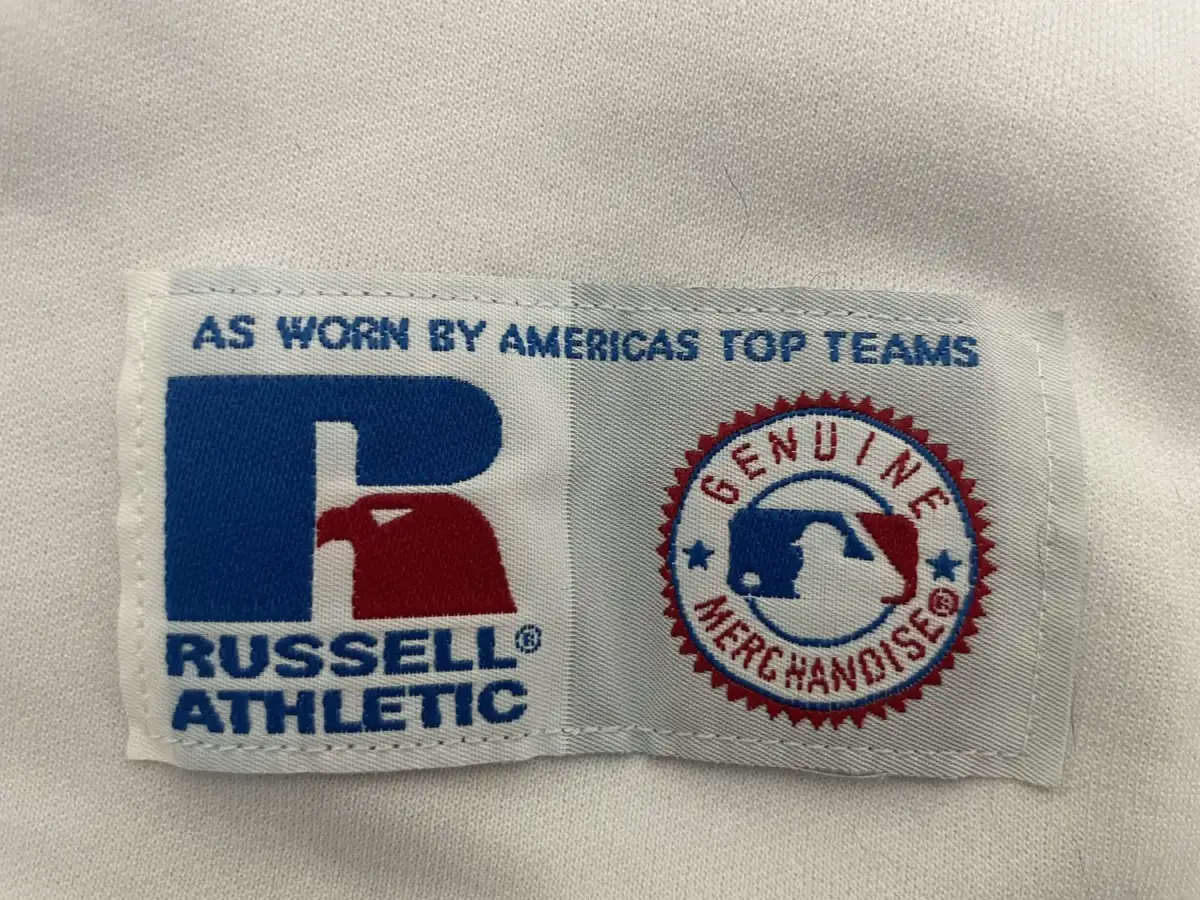 AS WORN BY AMERICAS TOP TEAMS
RUSSELL®
ATHLETIC
GENUINE
MERCHANDISE®